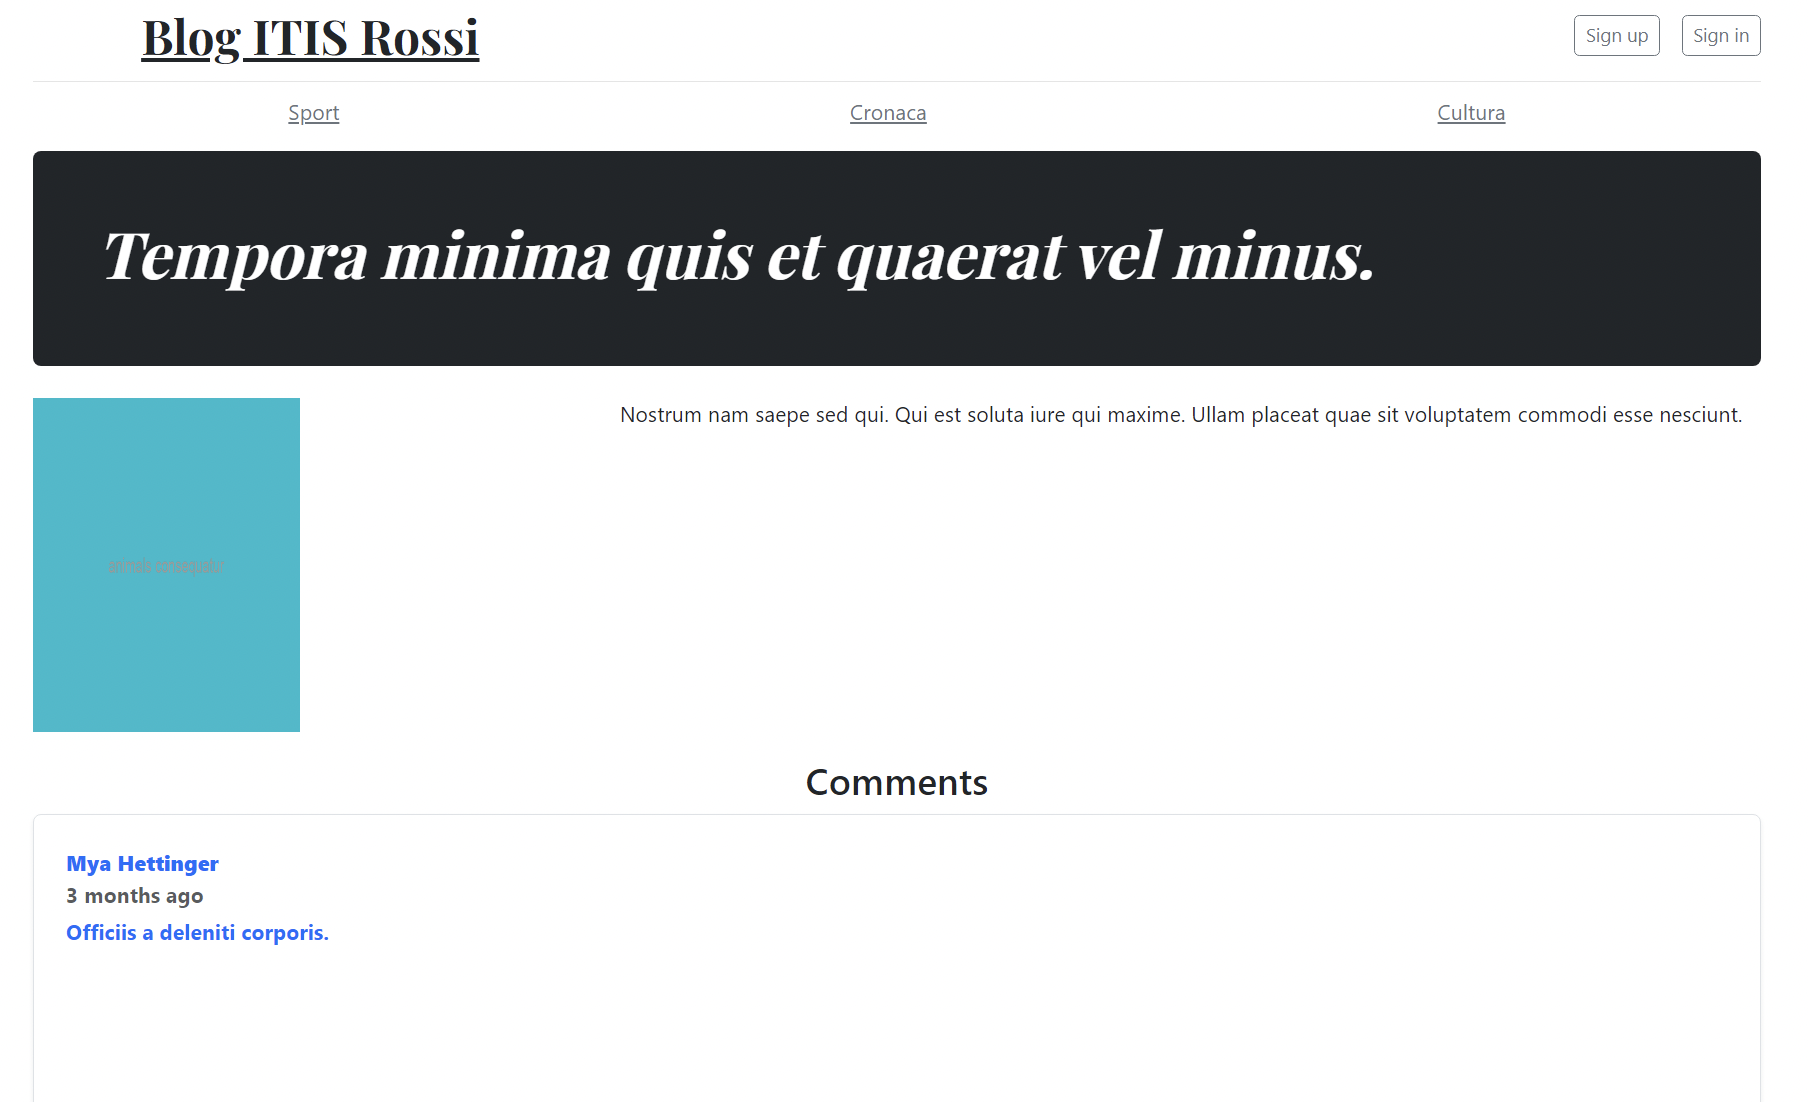 Blog ITIS Rossi
Sign up
Sign in
Sport
Cronaca
Cultura
Tempora minima quis et quaerat vel minus.
Nostrum nam saepe sed qui. Qui est soluta iure qui maxime. Ullam placeat quae sit voluptatem commodi esse nesciunt.
Comments
Mya Hettinger
3 months ago
Officiis a deleniti corporis.